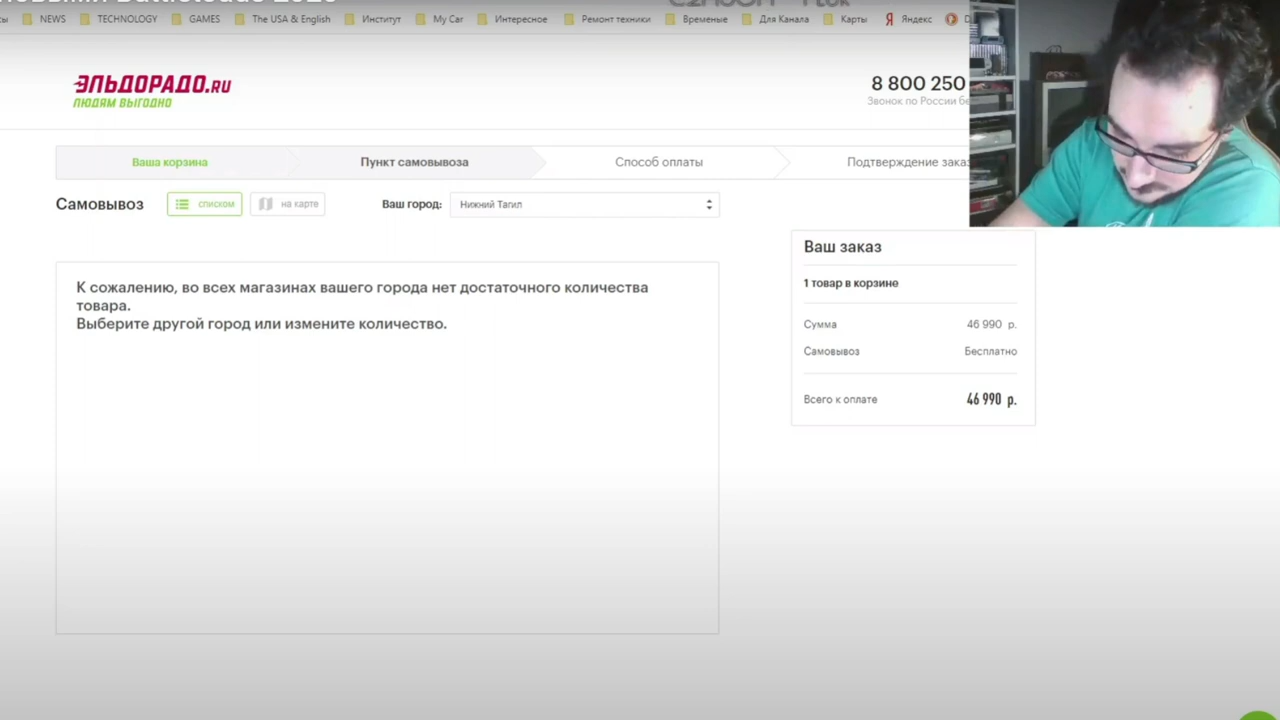 NEWS TECHNOLOGY GAMES The USA & English Институт My Car Интересное Ремонт техники Временые Для Канала Карты Яндекс
ЭЛЬДОРАДО.RU
ЛЮДЯМ ВЫГОДНО
8 800 250
Звонок по России
Ваша корзина Пункт самовывоза Способ оплаты Подтверждение заказ
Самовывоз списком на карте Ваш город: Нижний Тагил
Ваш заказ
1 товар в корзине
К сожалению, во всех магазинах вашего города нет достаточного количества
товара.
Выберите другой город или измените количество.
Сумма 46 990 р.
Самовывоз Бесплатно
Всего к оплате 46 990 р.